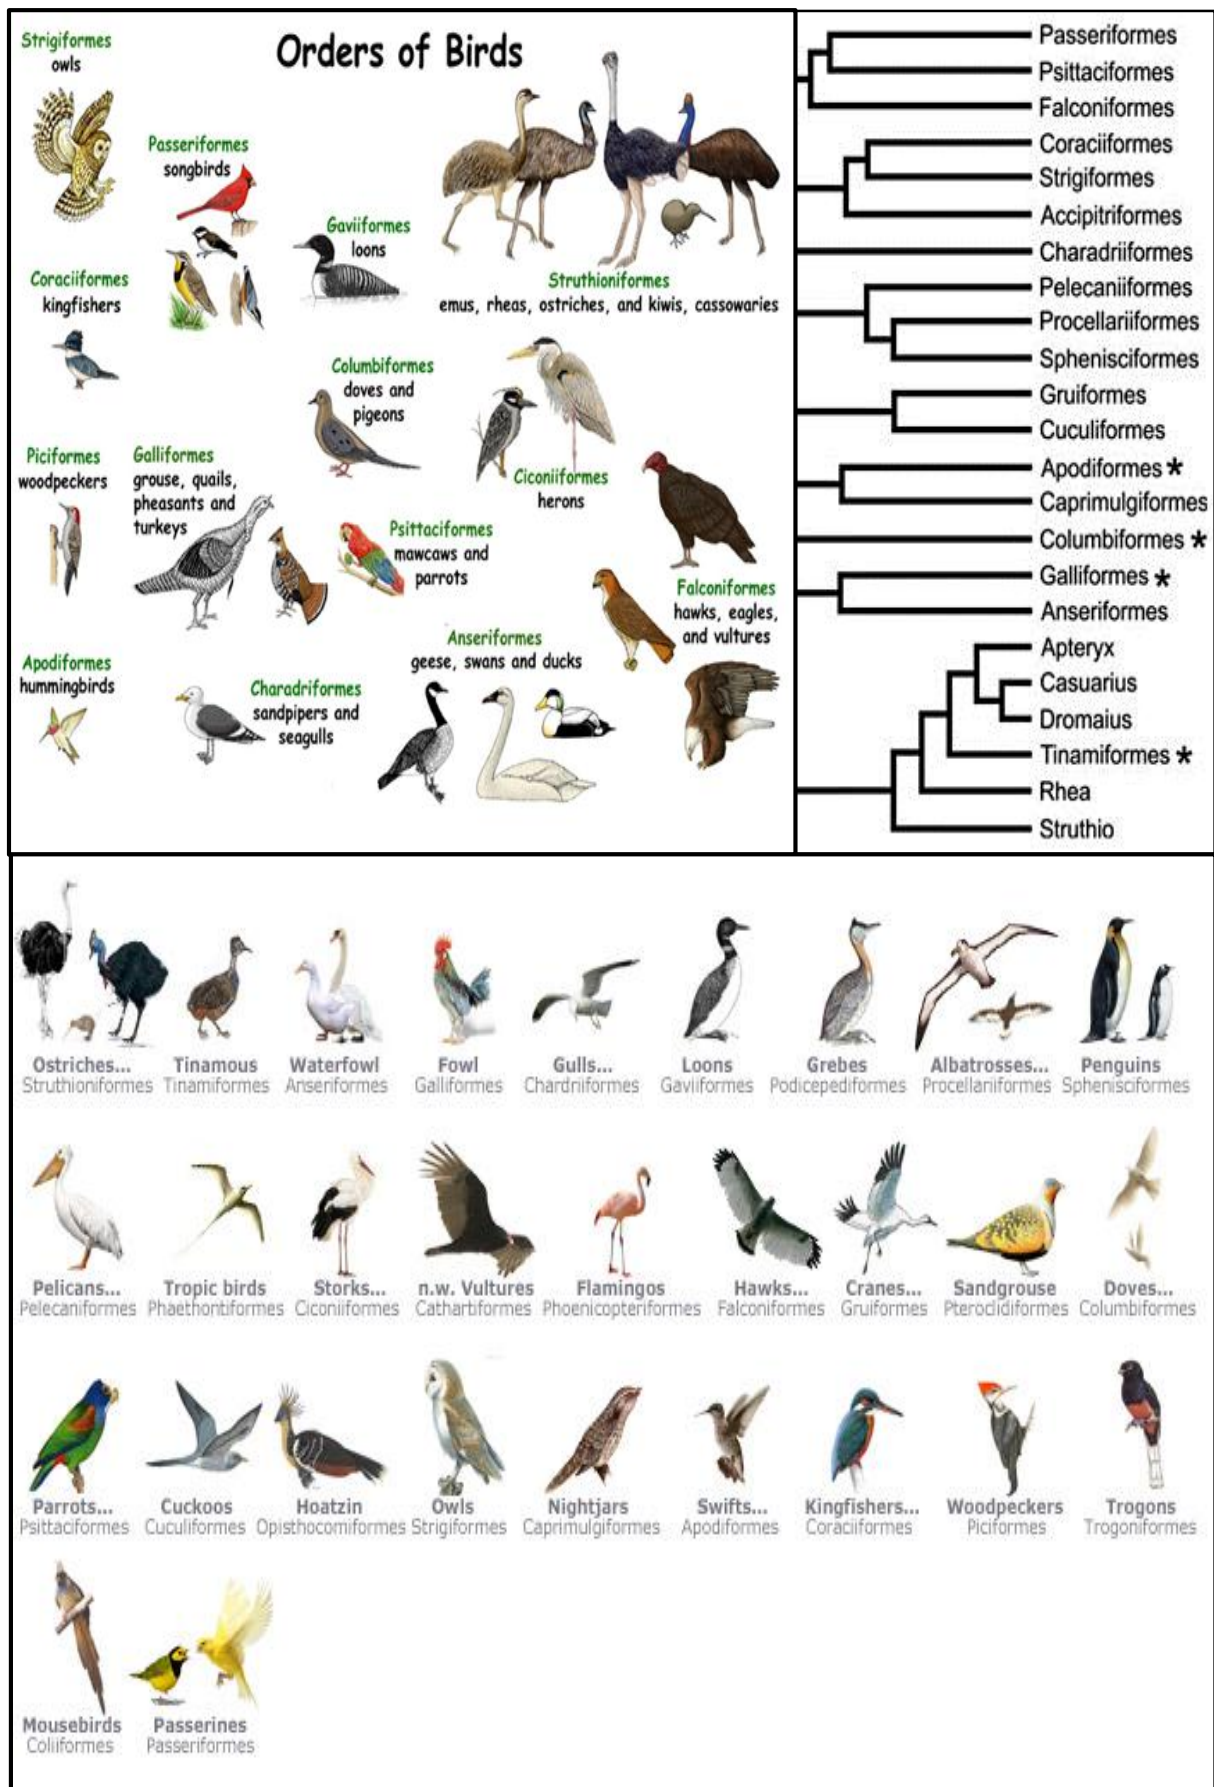 Orders of Birds
Strigiformes
owls
Passeriformes
songbirds
Gaviiformes
loons
Struthioniformes
emus, rheas, ostriches, and kiwis, cassowaries
Coraciiformes
kingfishers
Columbiformes
doves and
pigeons
Ciconiiformes
herons
Piciformes
woodpeckers
Galliformes
grouse, quails,
pheasants and
turkeys
Psittaciformes
mawcaws and
parrots
Falconiformes
hawks, eagles,
and vultures
Anseriformes
geese, swans and ducks
Apodiformes
hummingbirds
Charadriformes
sandpipers and
seagulls
Passeriformes
Psittaciformes
Falconiformes
Coraciiformes
Strigiformes
Accipitriformes
Charadriiformes
Pelecaniiformes
Procellariiformes
Sphenisciformes
Gruiformes
Cuculiformes
Apodiformes *
Caprimulgiformes
Columbiformes *
Galliformes *
Anseriformes
Apteryx
Casuarius
Dromaius
Tinamiformes *
Rhea
Struthio
Ostriches... Tinamous Waterfowl Fowl Gulls... Loons Grebes Albatrosses... Penguins
Struthioniformes Tinamiformes Anseriformes Galliformes Chardriiformes Gaviiformes Podicepediformes Procellariiformes Sphenisciformes
Pelicans... Tropic birds Storks... n.w. Vultures Flamingos Hawks... Cranes... Sandgrouse Doves...
Pelecaniformes Phaethontiformes Ciconiiformes Cathartiformes Phoenicopteriformes Falconiformes Gruiformes Pteroclidiformes Columbiformes
Parrots... Cuckoos Hoatzin Owls Nightjars Swifts... Kingfishers... Woodpeckers Trogons
Psittaciformes Cuculiformes Opisthocomiformes Strigiformes Caprimulgiformes Apodiformes Coraciiformes Piciformes Trogoniformes
Mousebirds Passerines
Coliiformes Passeriformes